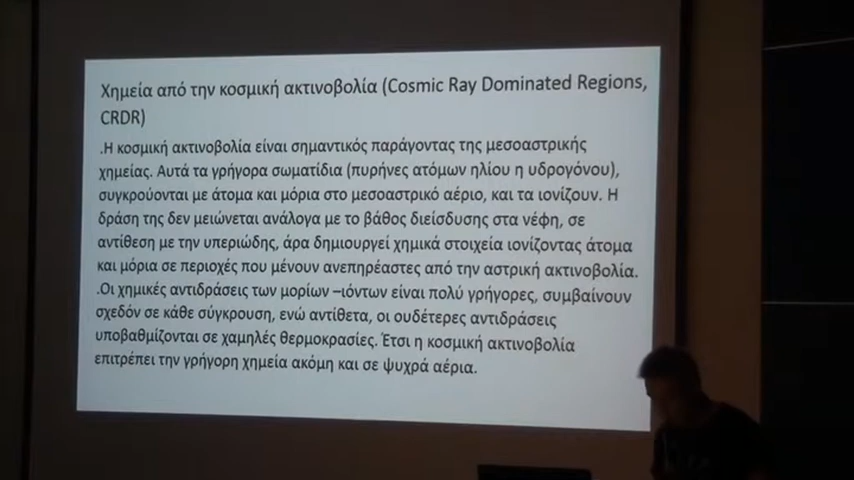 Χημεία από την κοσμική ακτινοβολία (Cosmic Ray Dominated Regions,
CRDR)
.Η κοσμική ακτινοβολία είναι σημαντικός παράγοντας της μεσοαστρικής
χημείας. Αυτά τα γρήγορα σωματίδια (πυρήνες ατόμων ηλίου η υδρογόνου),
συγκρούονται με άτομα και μόρια στο μεσοαστρικό αέριο, και τα ιονίζουν. Η
δράση της δεν μειώνεται ανάλογα με το βάθος διείσδυσης στα νέφη, σε
αντίθεση με την υπεριώδης, άρα δημιουργεί χημικά στοιχεία ιονίζοντας άτομα
και μόρια σε περιοχές που μένουν ανεπηρέαστες από την αστρική ακτινοβολία.
.Οι χημικές αντιδράσεις των μορίων –ιόντων είναι πολύ γρήγορες, συμβαίνουν
σχεδόν σε κάθε σύγκρουση, ενώ αντίθετα, οι ουδέτερες αντιδράσεις
υποβαθμίζονται σε χαμηλές θερμοκρασίες. Έτσι η κοσμική ακτινοβολία
επιτρέπει την γρήγορη χημεία ακόμη και σε ψυχρά αέρια.